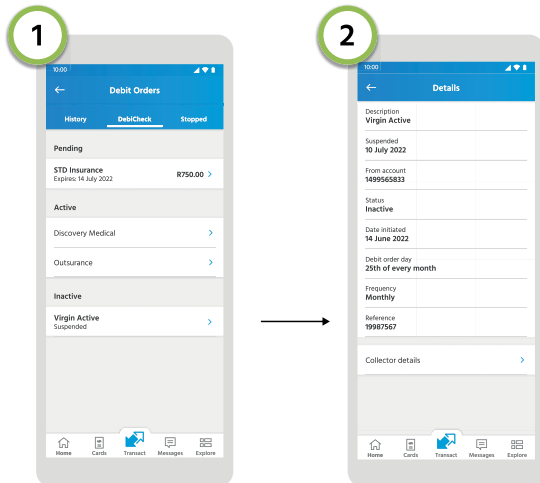 1
10:00
Debit Orders
History DebiCheck Stopped
Pending
STD Insurance
Expires: 14 July 2022
R750.00
Active
Discovery Medical
Outsurance
Inactive
Virgin Active
Suspended
Home Cards Transact Messages Explore
2
10:00
Details
Description
Virgin Active
Suspended
10 July 2022
From account
1499565833
Status
Inactive
Date initiated
14 June 2022
Debit order day
25th of every month
Frequency
Monthly
Reference
19987567
Collector details
Home Cards Transact Messages Explore